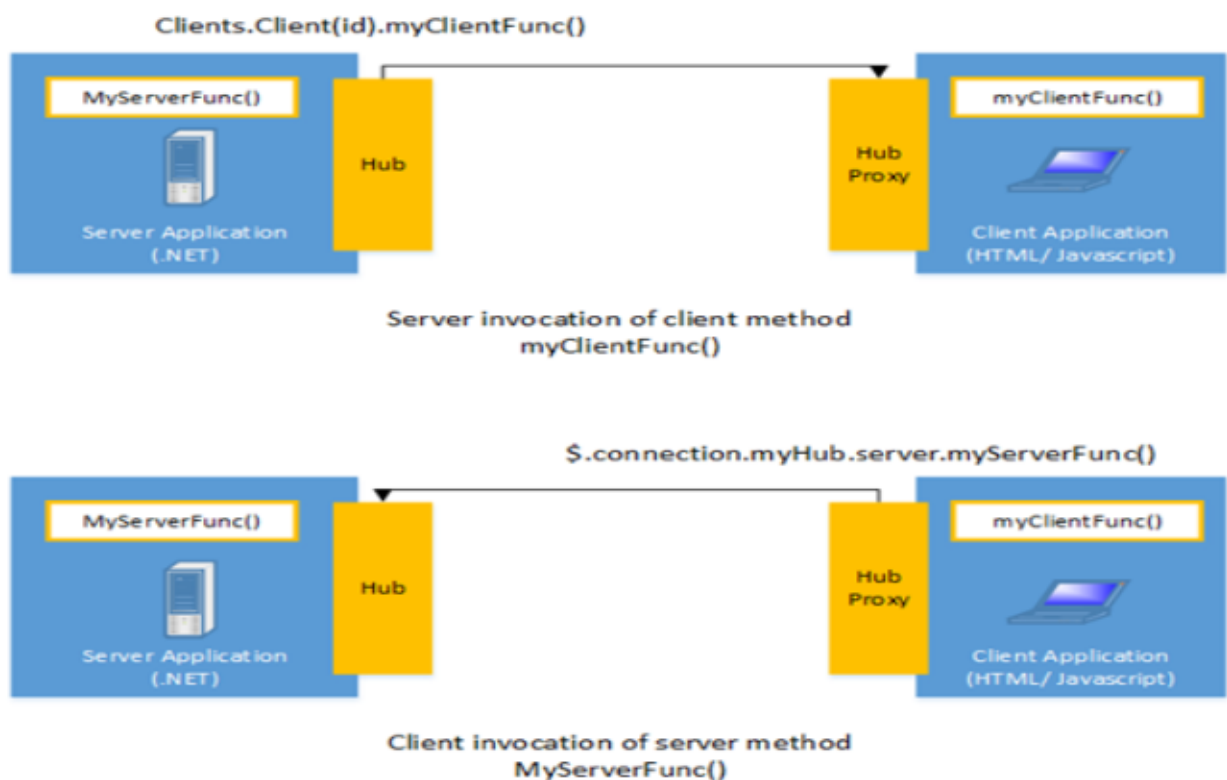 Clients.Client(id).myClientFunc()
MyServerFunc()
myClientFunc()
Hub
Hub
Proxy
Server Application
(.NET)
Client Application
(HTML/ Javascript)
Server invocation of client method
myClientFunc()
$.connection.myHub.server.myServerFunc()
MyServerFunc()
myClientFunc()
Hub
Hub
Proxy
Server Application
(.NET)
Client Application
(HTML/ Javascript)
Client invocation of server method
MyServerFunc()